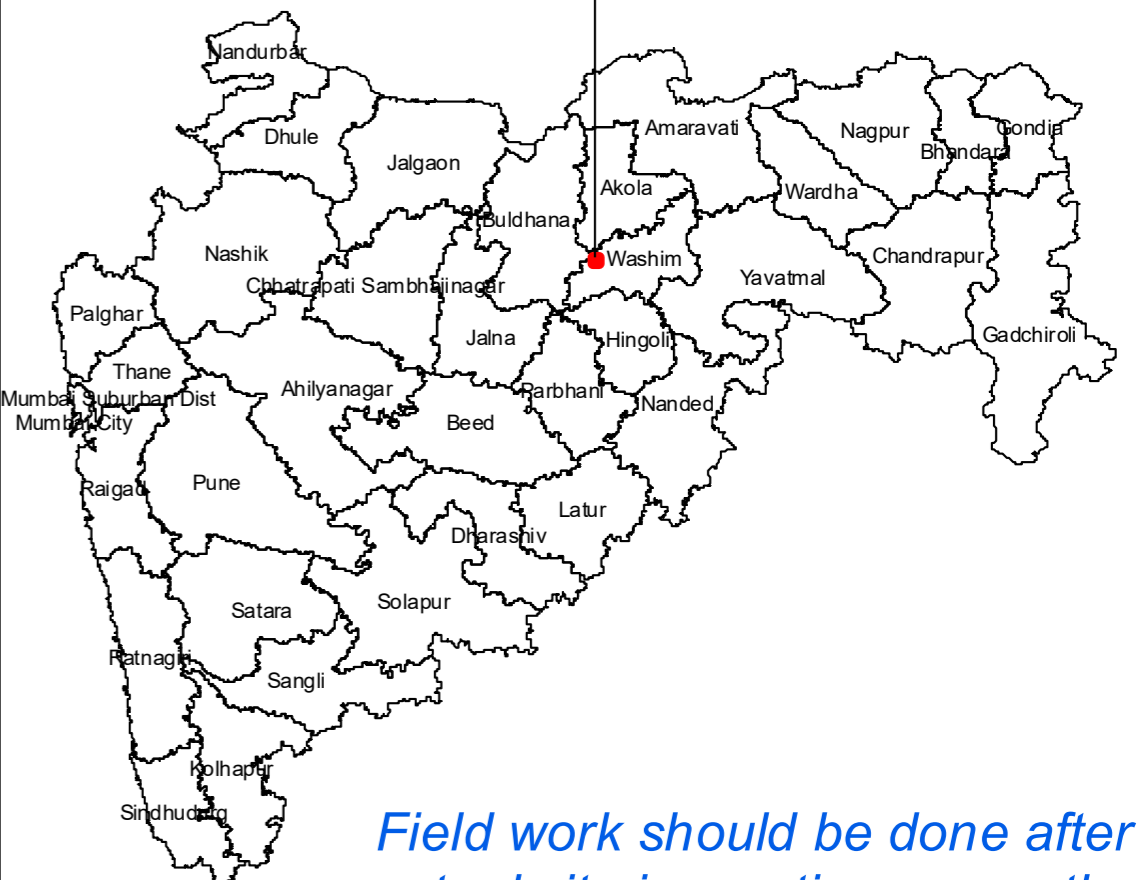 Nandurbar
Dhule
Jalgaon
Amaravati
Nagpur
Gondia
Bhandara
Akola
Wardha
Buldhana
Nashik
Washim
Chandrapur
Yavatmal
Chhatrapati Sambhajinagar
Palghar
Jalna
Hingoli
Gadchiroli
Thane
Ahilyanagar
Parbhani
Mumbai Suburban Dist
Nanded
Mumbai City
Beed
Raigad
Pune
Latur
Dharashiv
Solapur
Satara
Ratnagiri
Sangli
Kolhapur
Sindhudurg
Field work should be done after